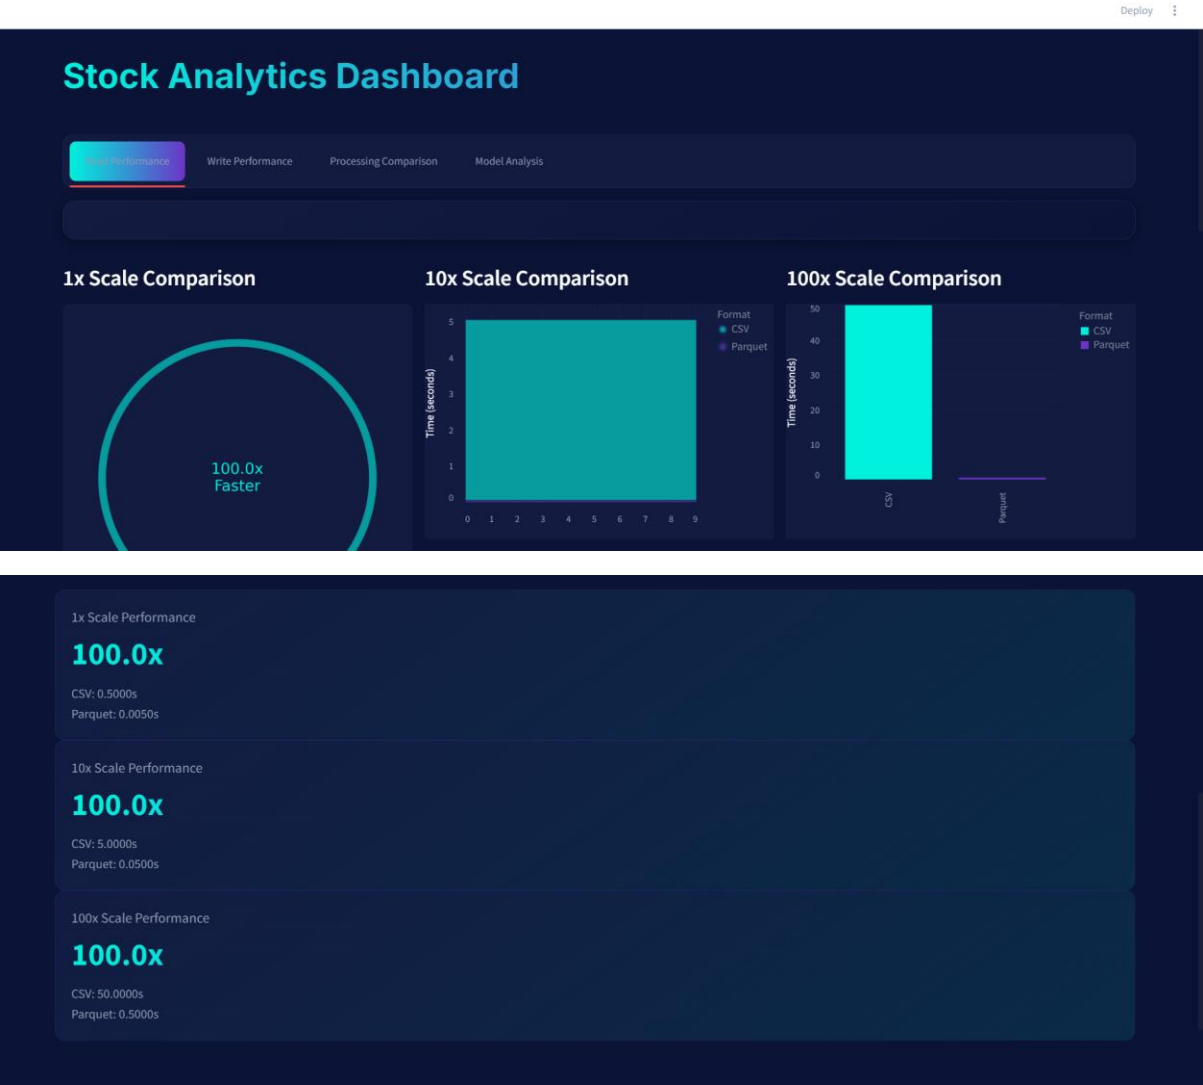 Deploy
Stock Analytics Dashboard
Read Performance
Write Performance
Processing Comparison
Model Analysis
1x Scale Comparison
10x Scale Comparison
100x Scale Comparison
100.0x
Faster
Format
CSV
Parquet
Time (seconds)
5
4
3
2
1
0
0 1 2 3 4 5 6 7 8 9
Format
CSV
Parquet
Time (seconds)
50
40
30
20
10
0
CSV
Parquet
1x Scale Performance
100.0x
CSV: 0.5000s
Parquet: 0.0050s
10x Scale Performance
100.0x
CSV: 5.0000s
Parquet: 0.0500s
100x Scale Performance
100.0x
CSV: 50.0000s
Parquet: 0.5000s